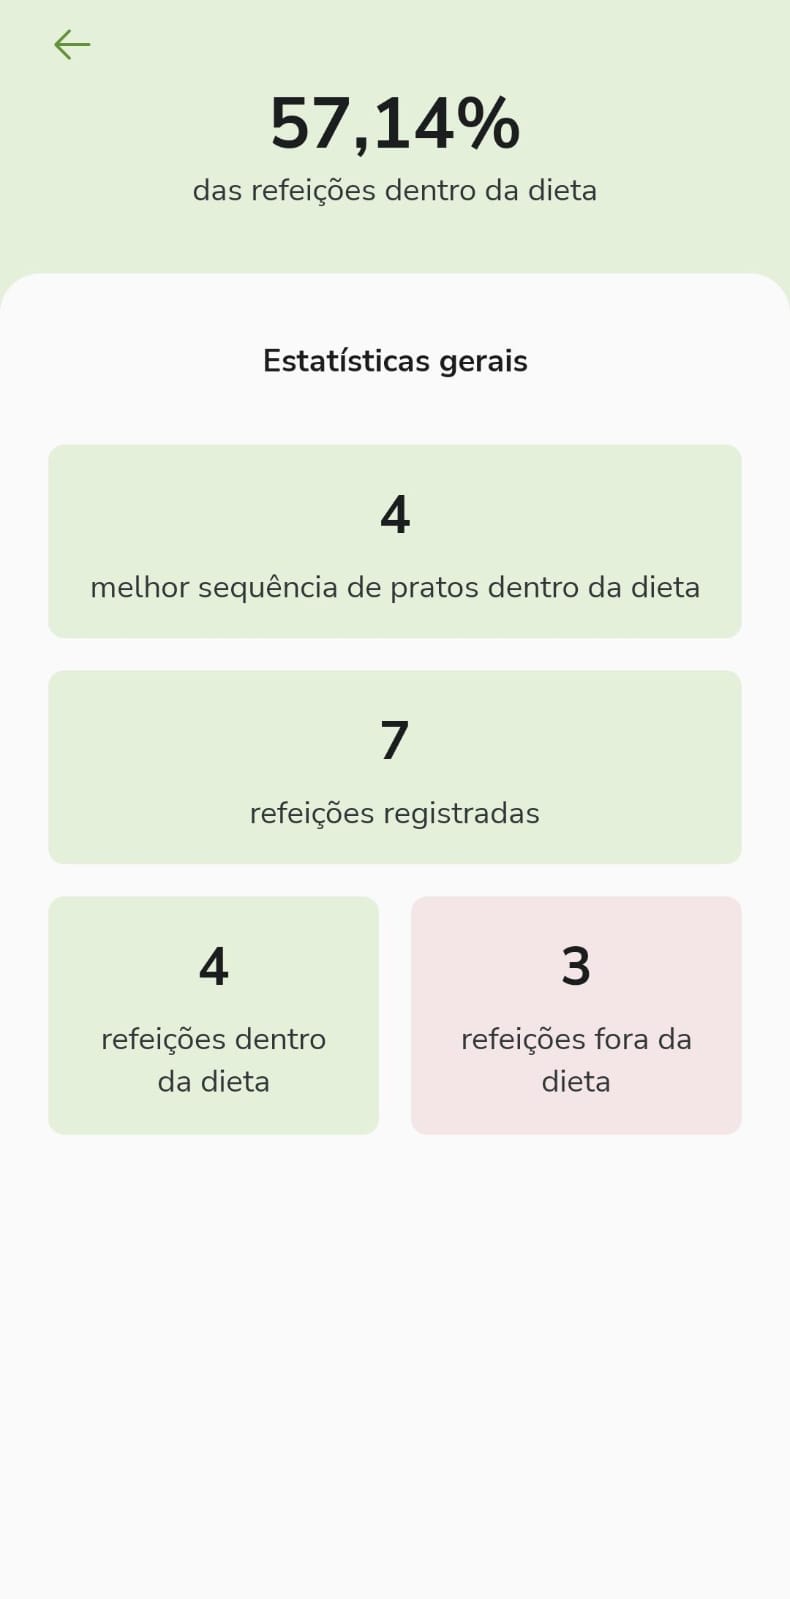 57,14%
das refeições dentro da dieta
Estatísticas gerais
4
melhor sequência de pratos dentro da dieta
7
refeições registradas
4
refeições dentro
da dieta
3
refeições fora da
dieta